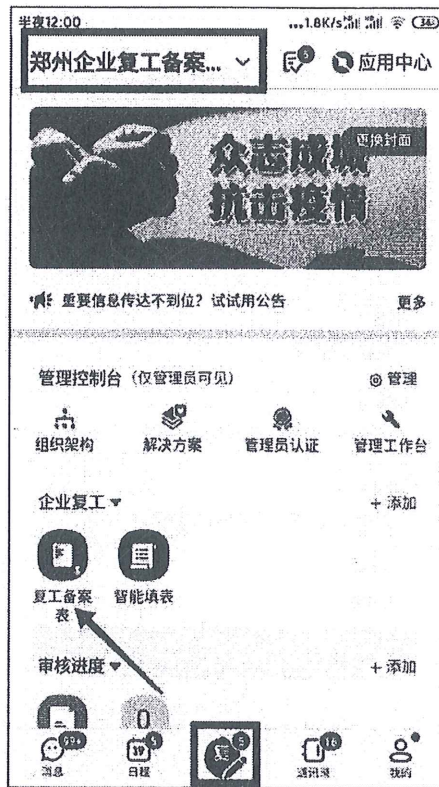 半夜12:00 ...1.8K/s 34
郑州企业复工备案... 5 应用中心
更换封面
众志成城
抗击疫情
重要信息传达不到位？试试用公告 更多
管理控制台（仅管理员可见） 管理
组织架构 解决方案 管理员认证 管理工作台
企业复工 + 添加
复工备案表 智能填表
审核进度 + 添加
99+ 5 5 16
消息 日程 通讯录 我的